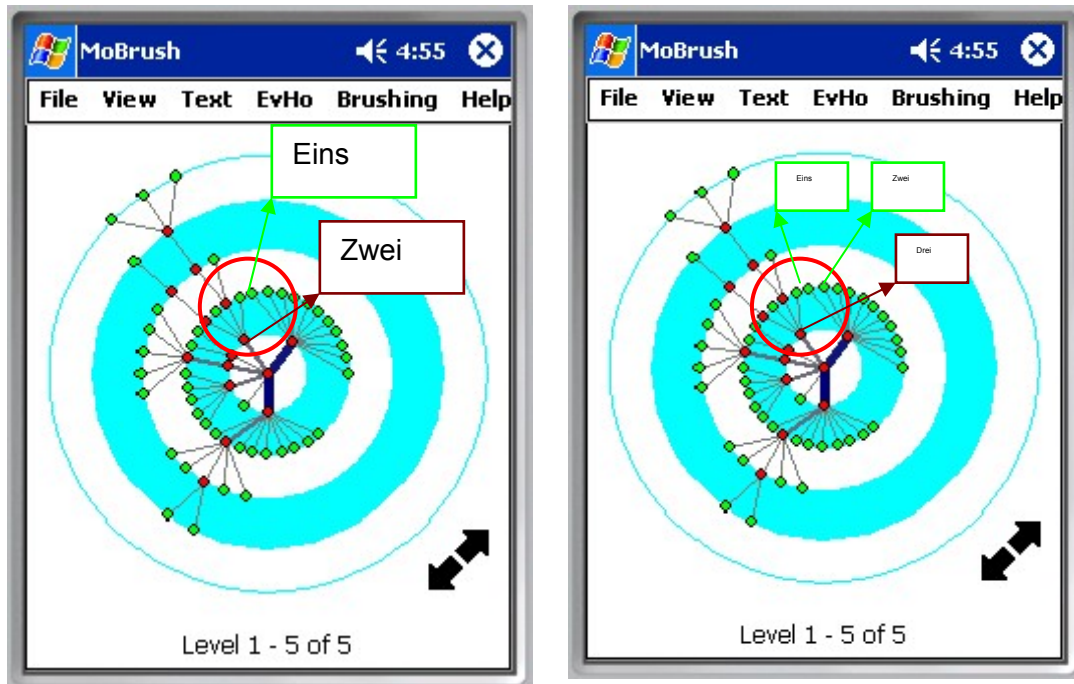 MoBrush 4:55
File View Text EvHo Brushing Help
Eins
Zwei
Level 1 - 5 of 5
MoBrush 4:55
File View Text EvHo Brushing Help
Eins Zwei
Drei
Level 1 - 5 of 5